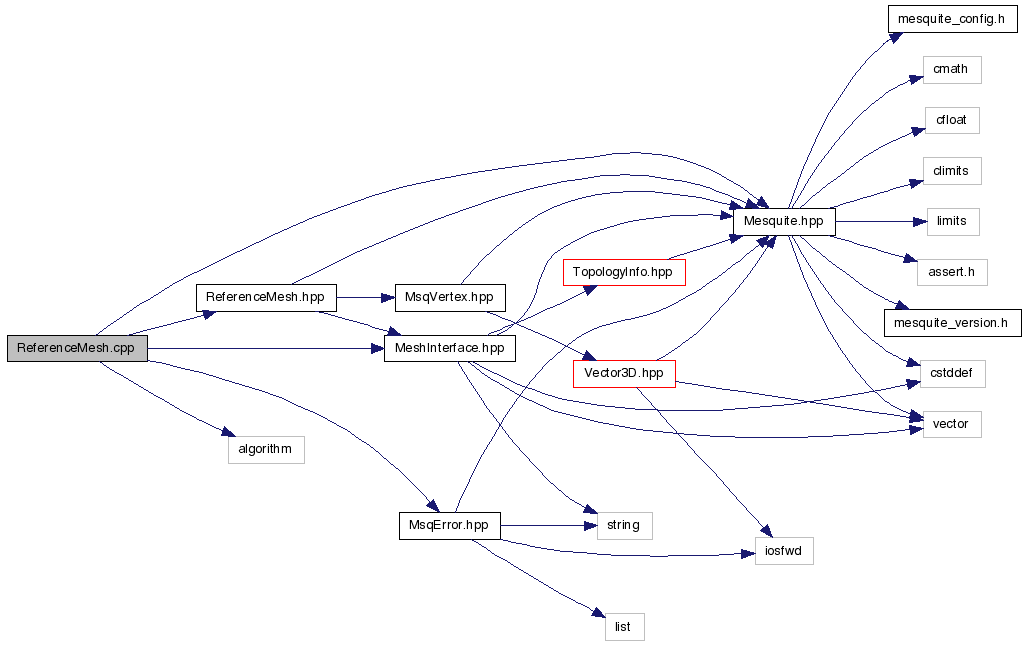 mesquite_config.h
cmath
cfloat
climits
Mesquite.hpp
limits
TopologyInfo.hpp
assert.h
ReferenceMesh.hpp
MsqVertex.hpp
mesquite_version.h
ReferenceMesh.cpp
MeshInterface.hpp
Vector3D.hpp
cstddef
vector
algorithm
MsqError.hpp
string
iosfwd
list